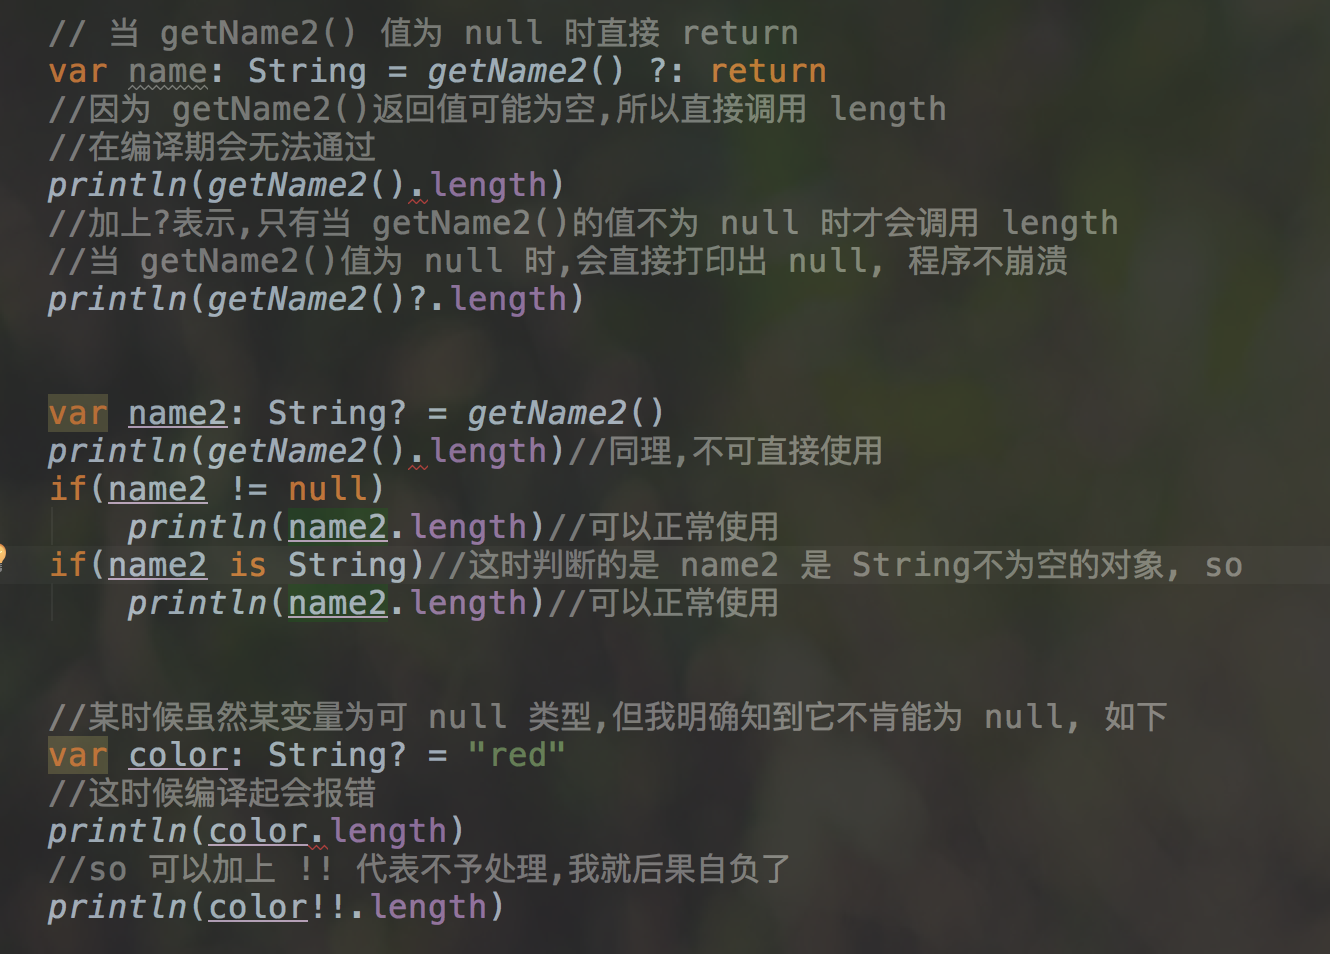 // 当 getName2() 值为 null 时直接 return
var name: String = getName2() ?: return
//因为 getName2()返回值可能为空,所以直接调用 length
//在编译期会无法通过
println(getName2().length)
//加上?表示,只有当 getName2()的值不为 null 时才会调用 length
//当 getName2()值为 null 时,会直接打印出 null, 程序不崩溃
println(getName2()?.length)
var name2: String? = getName2()
println(getName2().length)//同理,不可直接使用
if(name2 != null)
println(name2.length)//可以正常使用
if(name2 is String)//这时判断的是 name2 是 String不为空的对象, so
println(name2.length)//可以正常使用
//某时候虽然某变量为可 null 类型,但我明确知到它不肯能为 null, 如下
var color: String? = "red"
//这时候编译起会报错
println(color.length)
//so 可以加上 !! 代表不予处理,我就后果自负了
println(color!!.length)